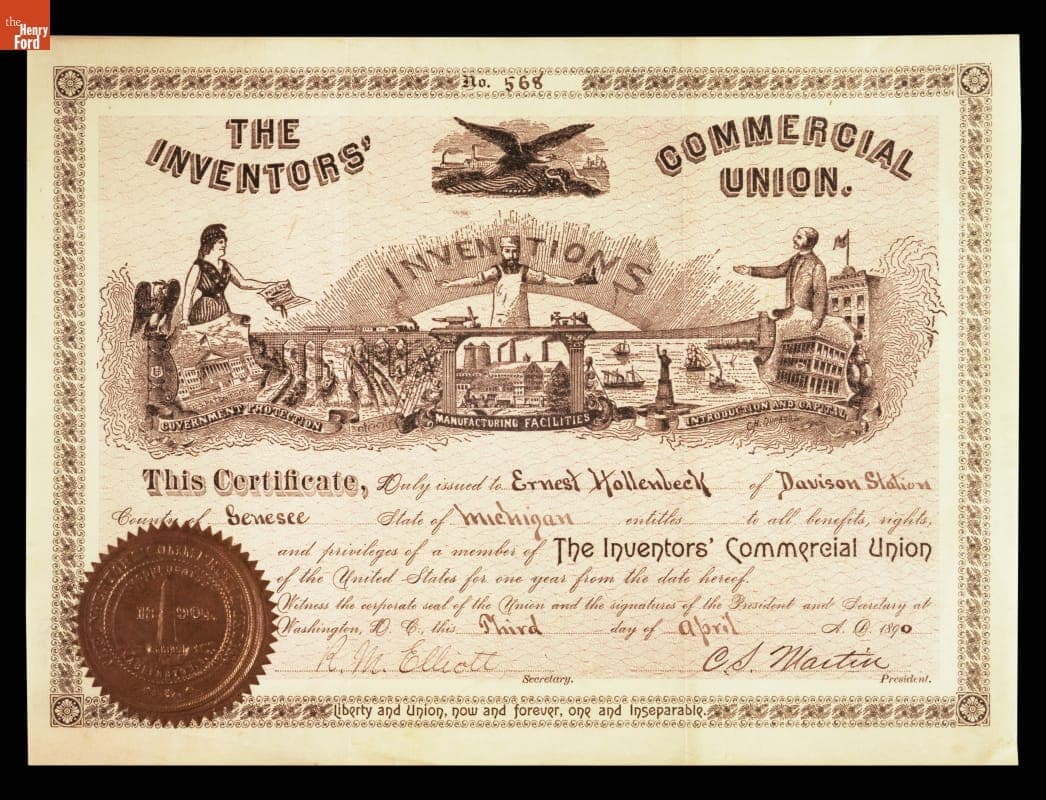 the
Henry
Ford
No. 568
THE INVENTORS' COMMERCIAL UNION.
INVENTIONS
GOVERNMENT PROTECTION
MANUFACTURING FACILITIES
INTRODUCTION AND CAPITAL
This Certificate, Duly issued to Ernest Hollenbeck of Davison Station
County of Genesee State of Michigan entitles to all benefits, rights,
and privileges of a member of The Inventors' Commercial Union
of the United States for one year from the date hereof.
Witness the corporate seal of the Union and the signatures of the President and Secretary at
Washington, D. C., this Third day of April A. D. 1890
R. M. Elliott C. S. Martin
Secretary. President.
liberty and Union, now and forever, one and Inseparable.